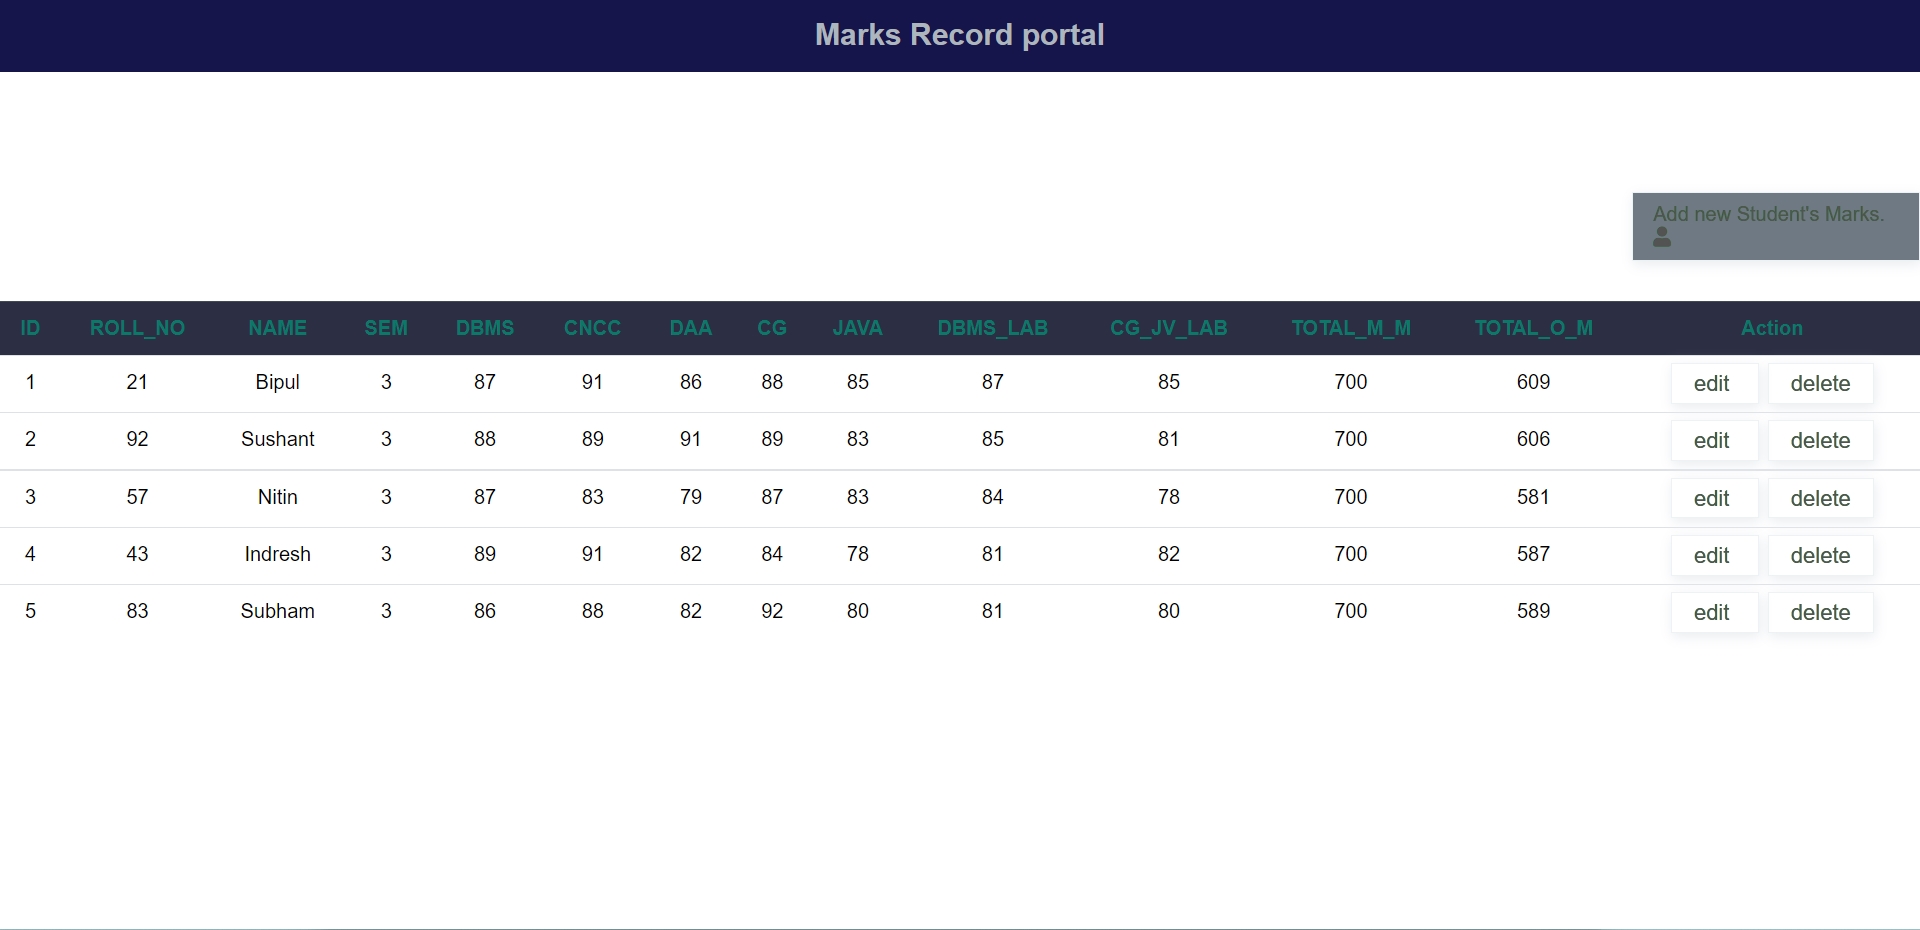 Marks Record portal
Add new Student's Marks.
ID ROLL_NO NAME SEM DBMS CNCC DAA CG JAVA DBMS_LAB CG_JV_LAB TOTAL_M_M TOTAL_O_M Action
1 21 Bipul 3 87 91 86 88 85 87 85 700 609 edit delete
2 92 Sushant 3 88 89 91 89 83 85 81 700 606 edit delete
3 57 Nitin 3 87 83 79 87 83 84 78 700 581 edit delete
4 43 Indresh 3 89 91 82 84 78 81 82 700 587 edit delete
5 83 Subham 3 86 88 82 92 80 81 80 700 589 edit delete